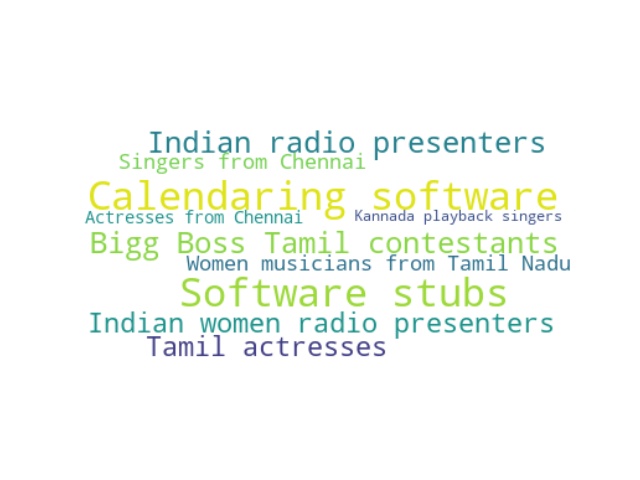 Indian radio presenters
Singers from Chennai
Calendaring software
Actresses from Chennai
Kannada playback singers
Bigg Boss Tamil contestants
Women musicians from Tamil Nadu
Software stubs
Indian women radio presenters
Tamil actresses